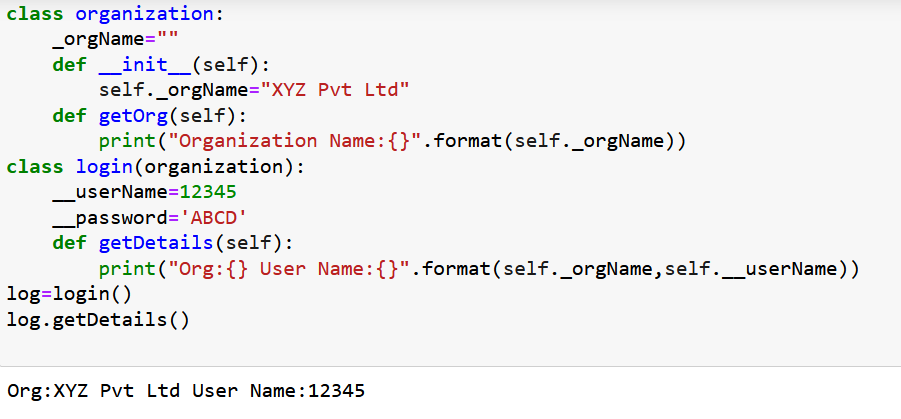 class organization:
    _orgName=""
    def __init__(self):
        self._orgName="XYZ Pvt Ltd"
    def getOrg(self):
        print("Organization Name:{}".format(self._orgName))
class login(organization):
    __userName=12345
    __password='ABCD'
    def getDetails(self):
        print("Org:{} User Name:{}".format(self._orgName,self.__userName))
log=login()
log.getDetails()
Org:XYZ Pvt Ltd User Name:12345